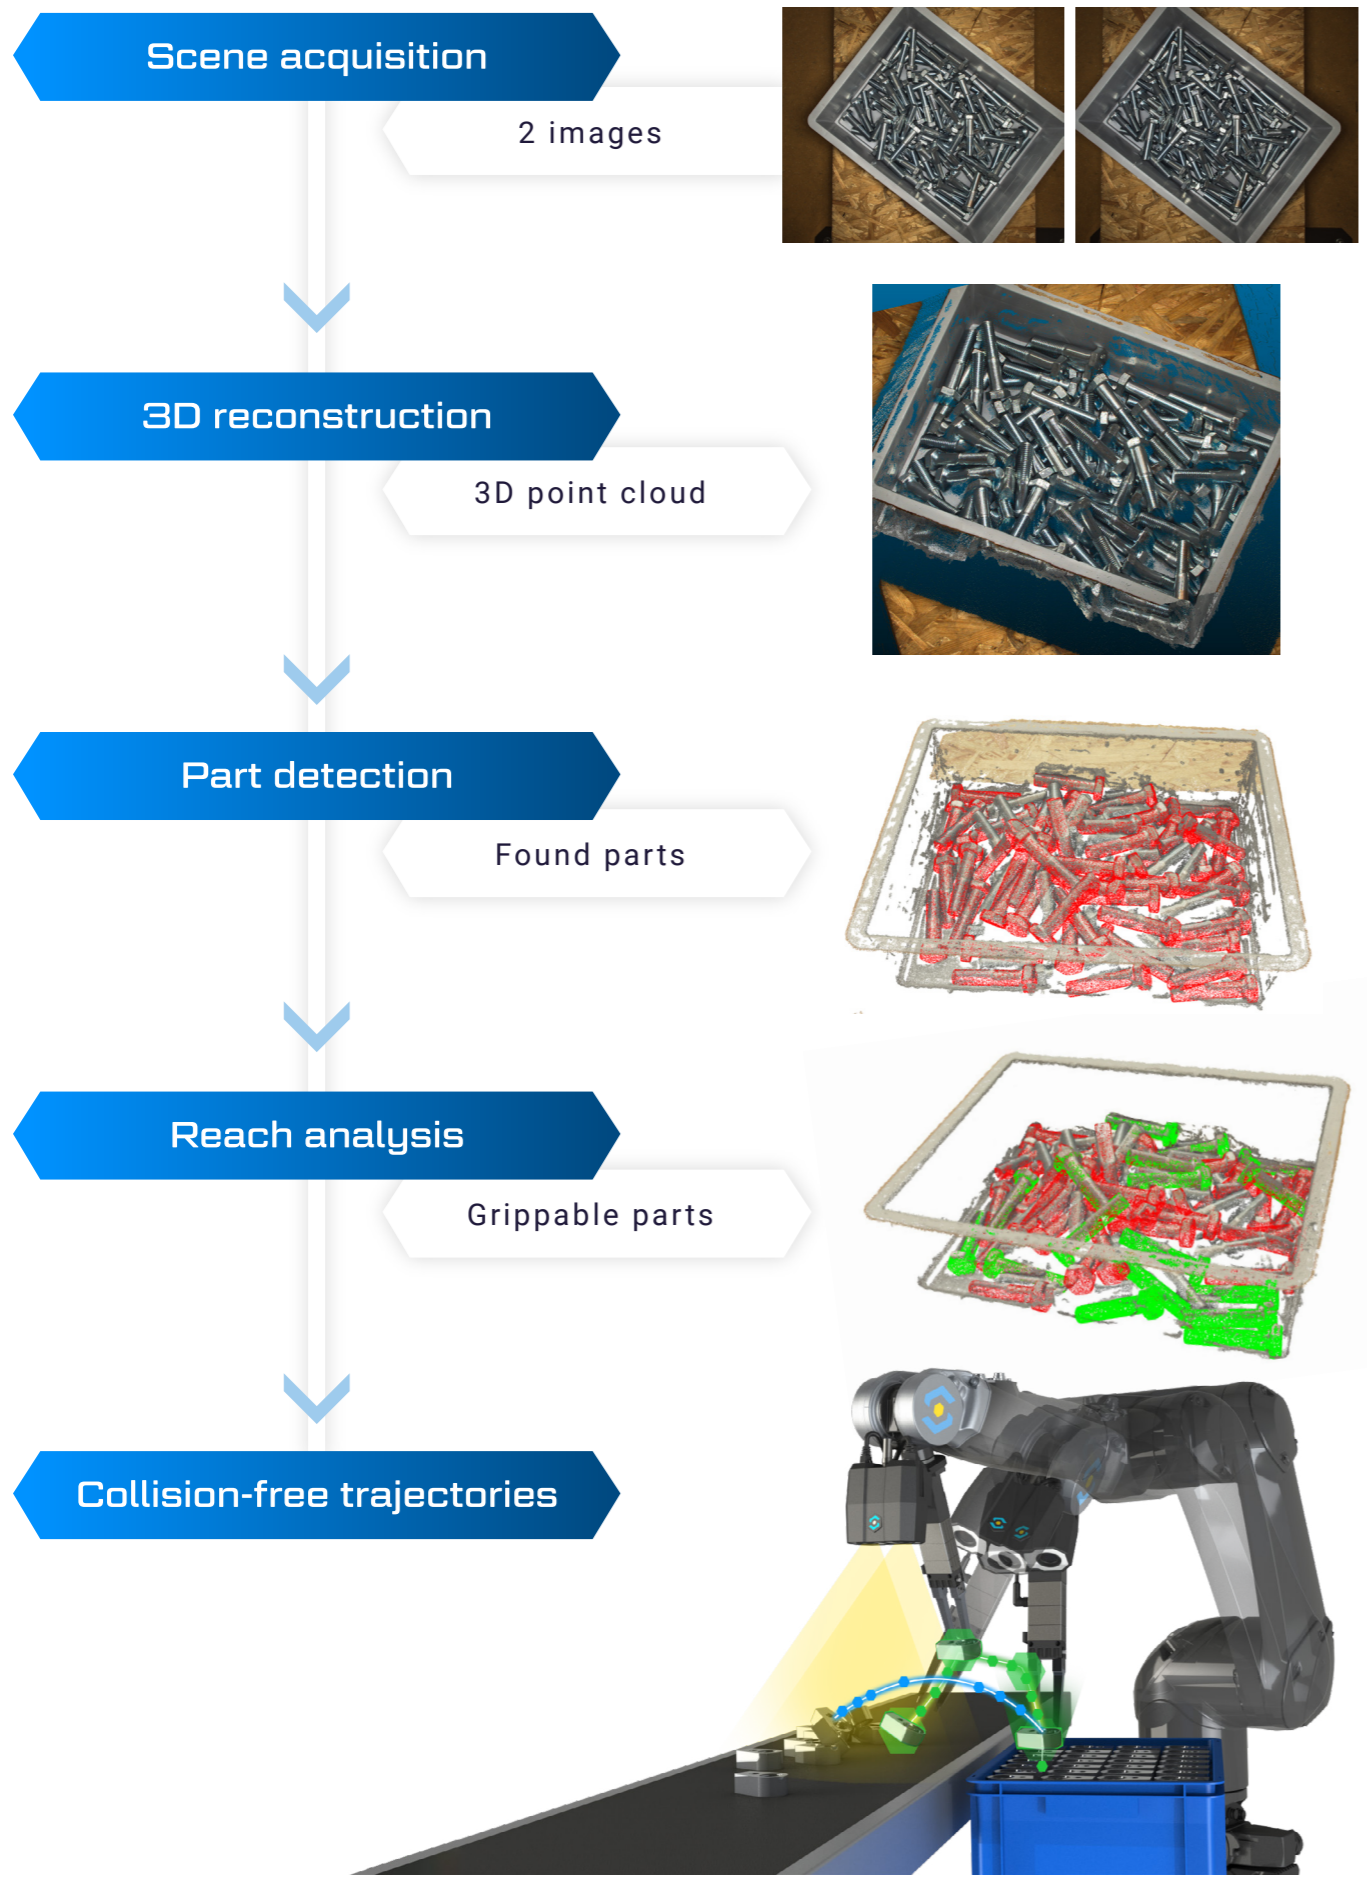 Scene acquisition
2 images
3D reconstruction
3D point cloud
Part detection
Found parts
Reach analysis
Grippable parts
Collision-free trajectories